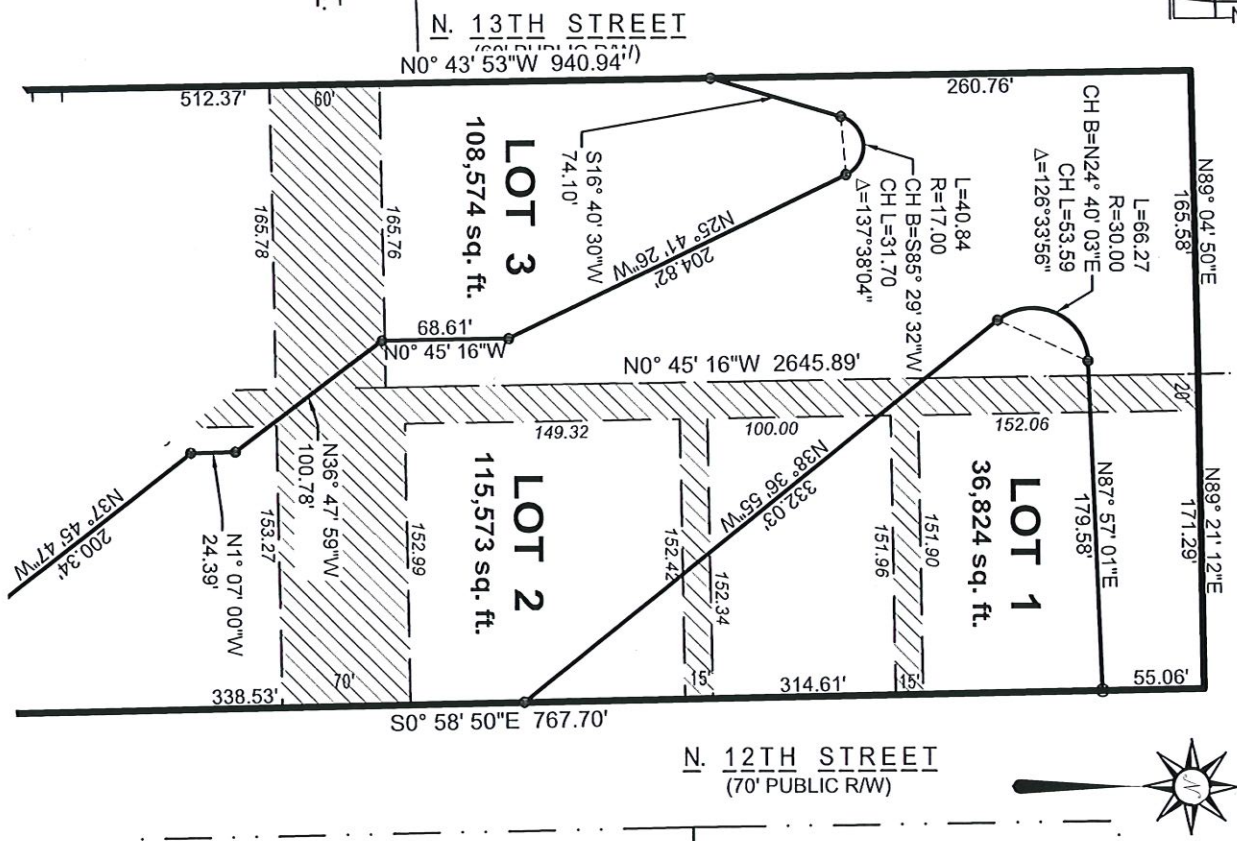 N. 13TH STREET
(60' PUBLIC R/W)
N0° 43' 53"W 940.94'
512.37'
60'
260.76'
N89° 04' 50"E
165.58'
L=66.27
R=30.00
CH B=N24° 40' 03"E
CH L=53.59
Δ=126°33'56"
L=40.84
R=17.00
CH B=S85° 29' 32"W
CH L=31.70
Δ=137°38'04"
S16° 40' 30"W
74.10'
LOT 3
108,574 sq. ft.
165.78
165.76
N25° 41' 26"W
204.82'
68.61'
N0° 45' 16"W
N0° 45' 16"W 2645.89'
20'
149.32
100.00
152.06
N89° 21' 12"E
171.29'
N87° 57' 01"E
179.58'
LOT 1
36,824 sq. ft.
151.90
151.96
N38° 36' 55"W
332.03'
152.42
152.34
LOT 2
115,573 sq. ft.
152.99
N36° 47' 59"W
100.78'
153.27
N1° 07' 00"W
24.39'
N37° 45' 47"W
200.34'
338.53'
70'
15'
314.61'
15'
55.06'
S0° 58' 50"E 767.70'
N. 12TH STREET
(70' PUBLIC R/W)
N